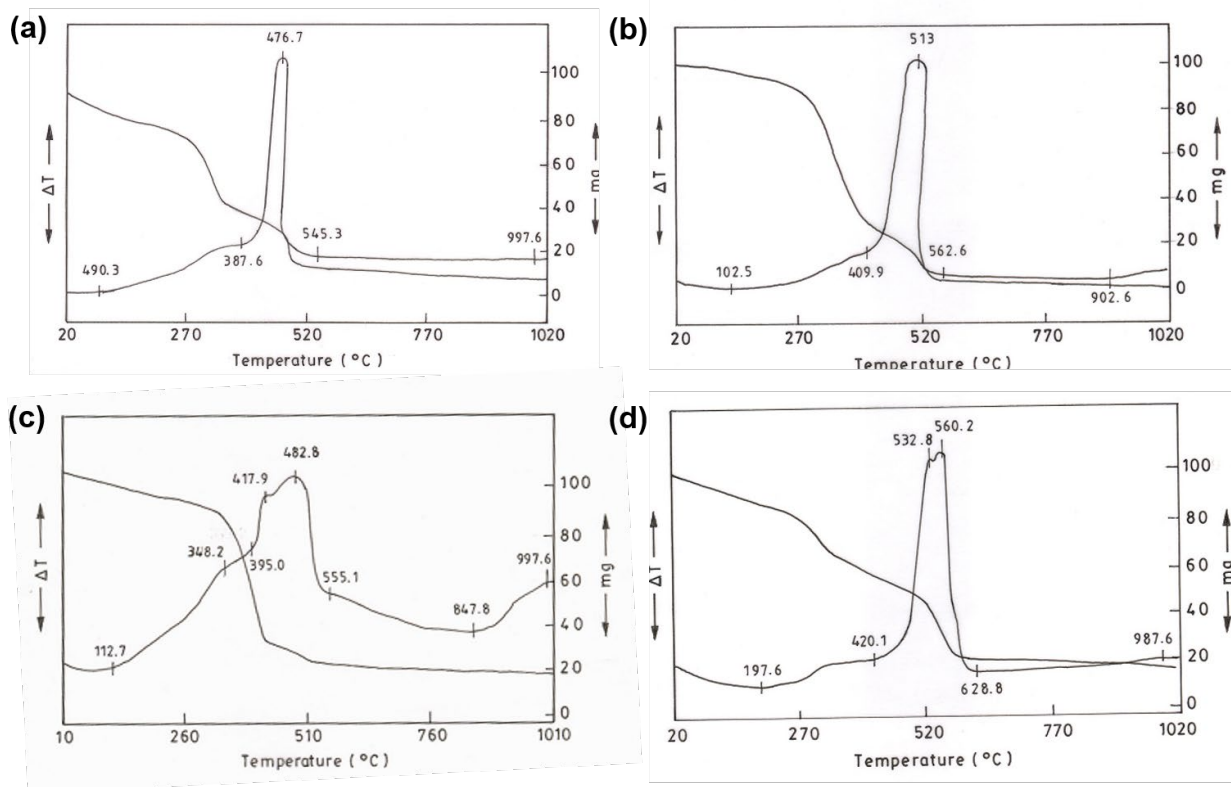 (a)
476.7
100
80
60
40
20
0
ΔT
mg
490.3
387.6
545.3
997.6
20 270 520 770 1020
Temperature (°C)
(b)
513
100
80
60
40
20
0
ΔT
mg
102.5
409.9
562.6
902.6
20 270 520 770 1020
Temperature (°C)
(c)
482.8
417.9
100
80
60
40
20
0
ΔT
mg
348.2
395.0
555.1
997.6
847.8
112.7
10 260 510 760 1010
Temperature (°C)
(d)
532.8 560.2
100
80
60
40
20
0
ΔT
mg
420.1
197.6
987.6
628.8
20 270 520 770 1020
Temperature (°C)